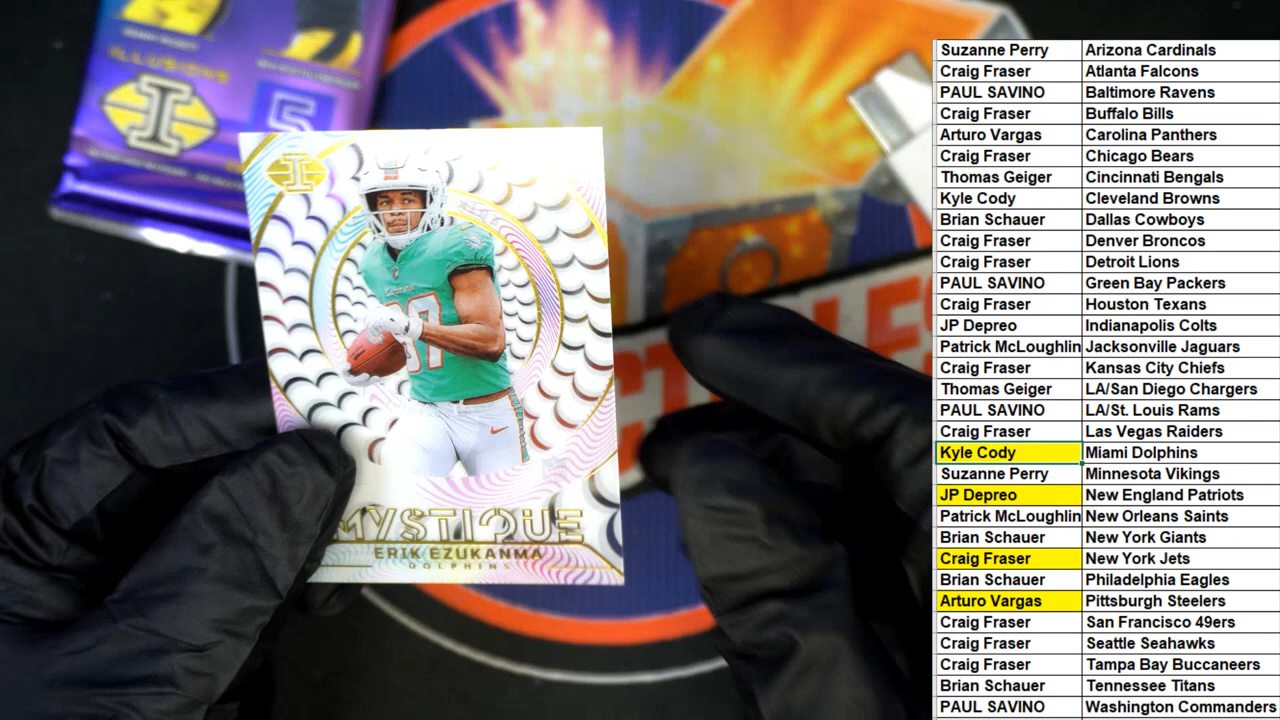 ILLUSIONS
I
5
I
87
MYSTIQUE
ERIK EZUKANMA
DOLPHINS
Suzanne Perry Arizona Cardinals
Craig Fraser Atlanta Falcons
PAUL SAVINO Baltimore Ravens
Craig Fraser Buffalo Bills
Arturo Vargas Carolina Panthers
Craig Fraser Chicago Bears
Thomas Geiger Cincinnati Bengals
Kyle Cody Cleveland Browns
Brian Schauer Dallas Cowboys
Craig Fraser Denver Broncos
Craig Fraser Detroit Lions
PAUL SAVINO Green Bay Packers
Craig Fraser Houston Texans
JP Depreo Indianapolis Colts
Patrick McLoughlin Jacksonville Jaguars
Craig Fraser Kansas City Chiefs
Thomas Geiger LA/San Diego Chargers
PAUL SAVINO LA/St. Louis Rams
Craig Fraser Las Vegas Raiders
Kyle Cody Miami Dolphins
Suzanne Perry Minnesota Vikings
JP Depreo New England Patriots
Patrick McLoughlin New Orleans Saints
Brian Schauer New York Giants
Craig Fraser New York Jets
Brian Schauer Philadelphia Eagles
Arturo Vargas Pittsburgh Steelers
Craig Fraser San Francisco 49ers
Craig Fraser Seattle Seahawks
Craig Fraser Tampa Bay Buccaneers
Brian Schauer Tennessee Titans
PAUL SAVINO Washington Commanders